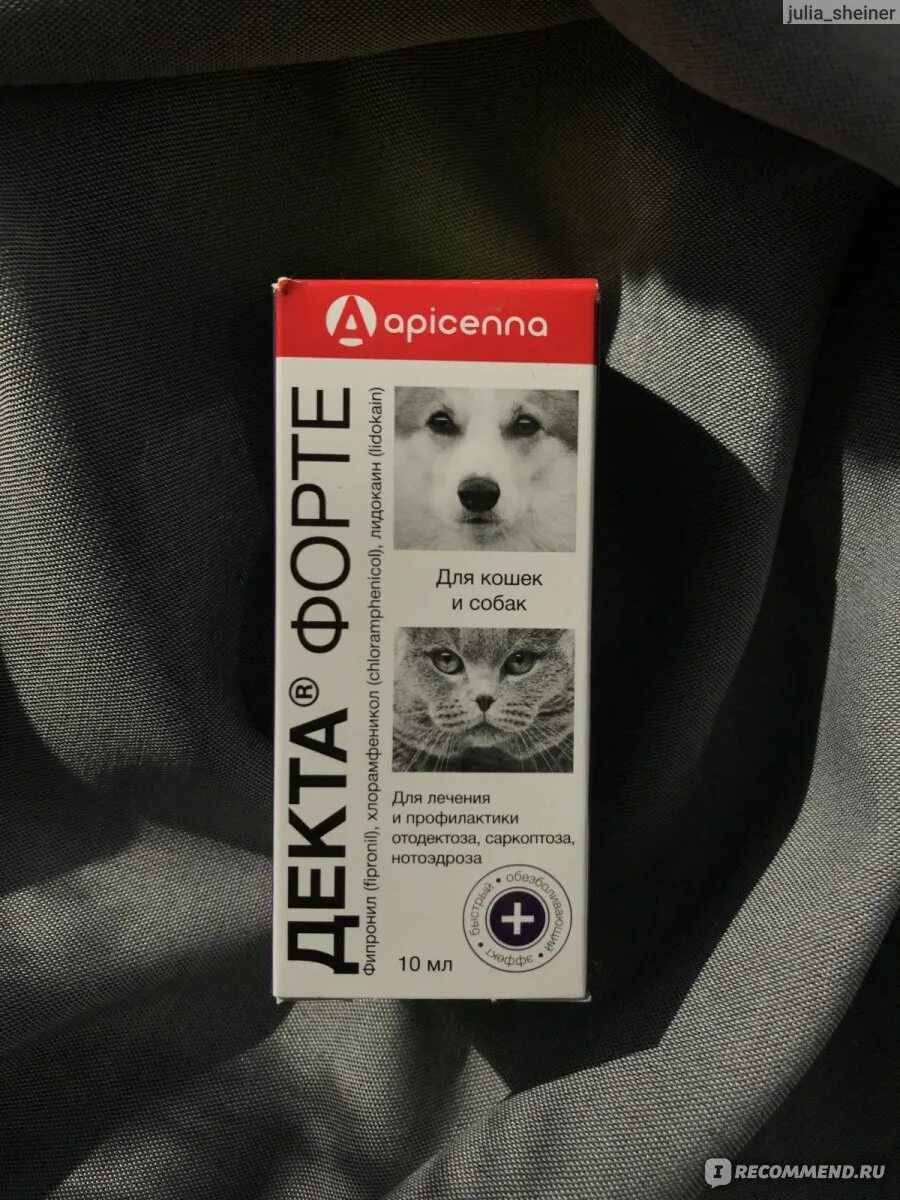 julia_sheiner
apicenna
ДЕКТА® ФОРТЕ
Фипронил (fipronil), хлорамфеникол (chloramphenicol), лидокаин (lidokain)
Для кошек
и собак
Для лечения
и профилактики
отодектоза, саркоптоза,
нотоэдроза
быстрый • обезболивающий • эффект •
10 мл
I RECOMMEND.RU